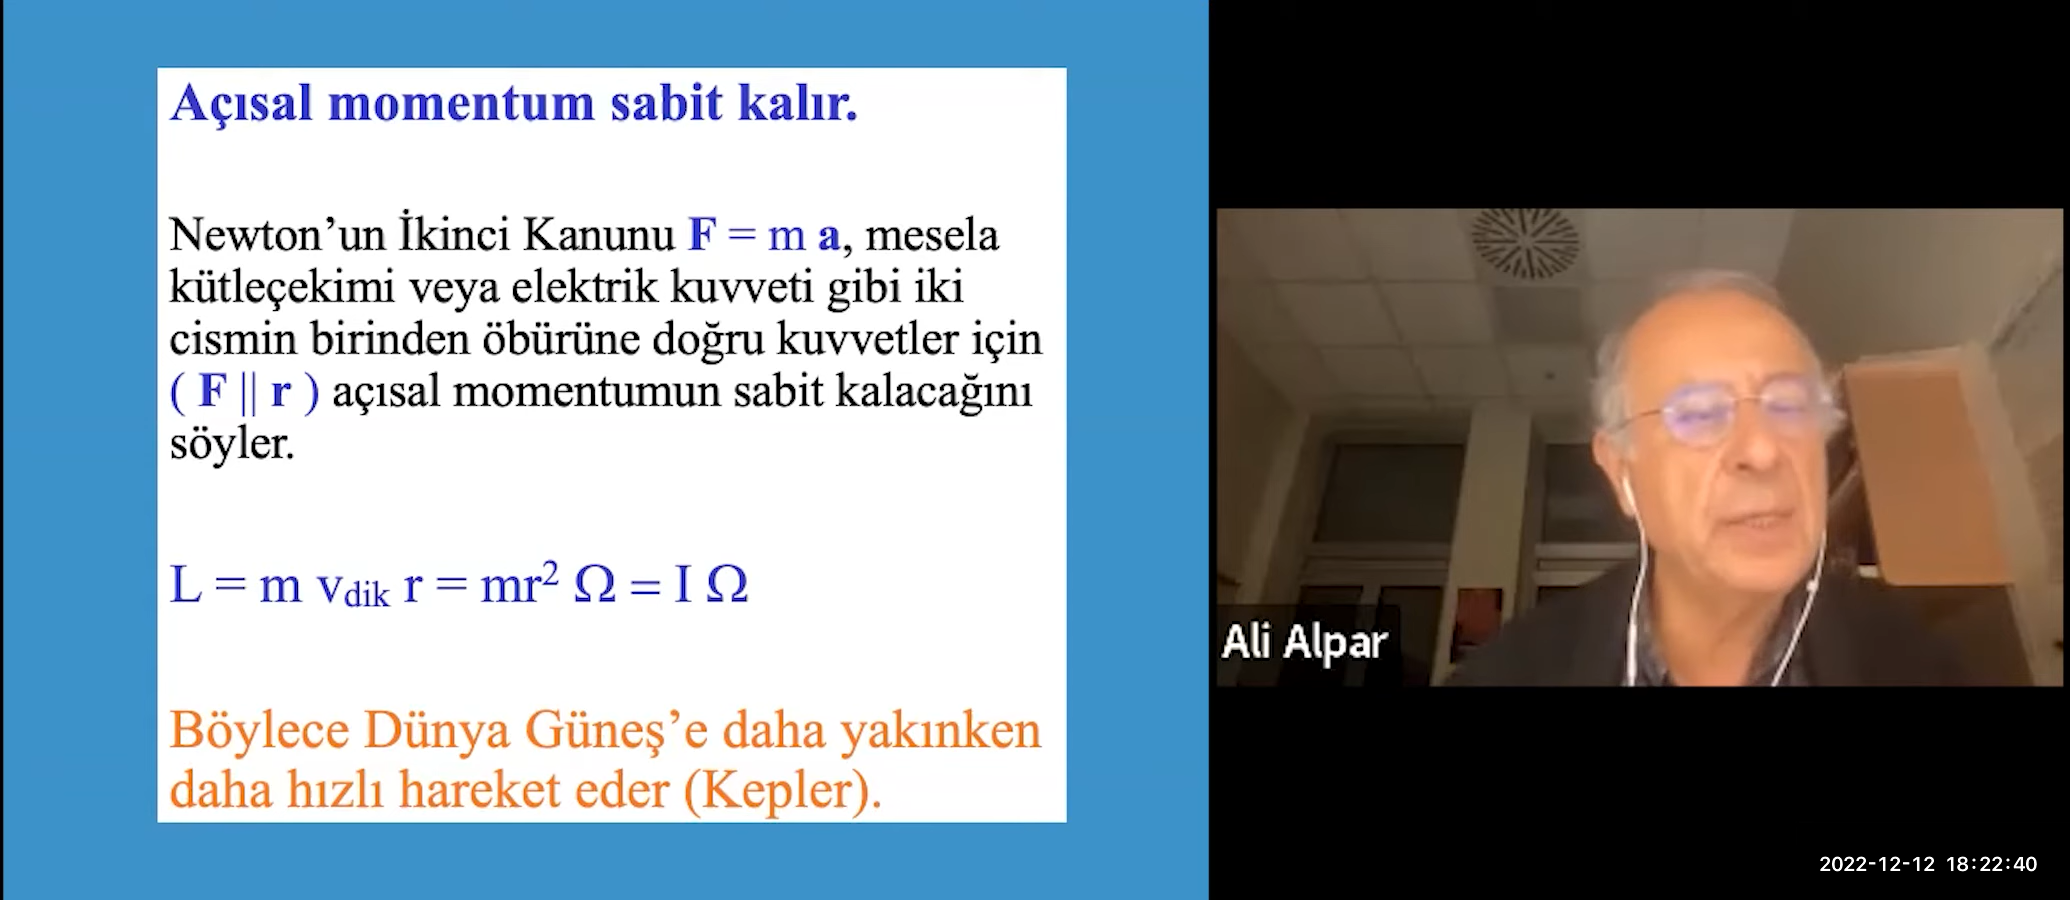 Açısal momentum sabit kalır.
Newton’un İkinci Kanunu F = m a, mesela
kütleçekimi veya elektrik kuvveti gibi iki
cismin birinden öbürüne doğru kuvvetler için
( F || r ) açısal momentumun sabit kalacağını
söyler.
L = m v_dik r = mr² Ω = I Ω
Böylece Dünya Güneş’e daha yakınken
daha hızlı hareket eder (Kepler).
Ali Alpar
2022-12-12 18:22:40